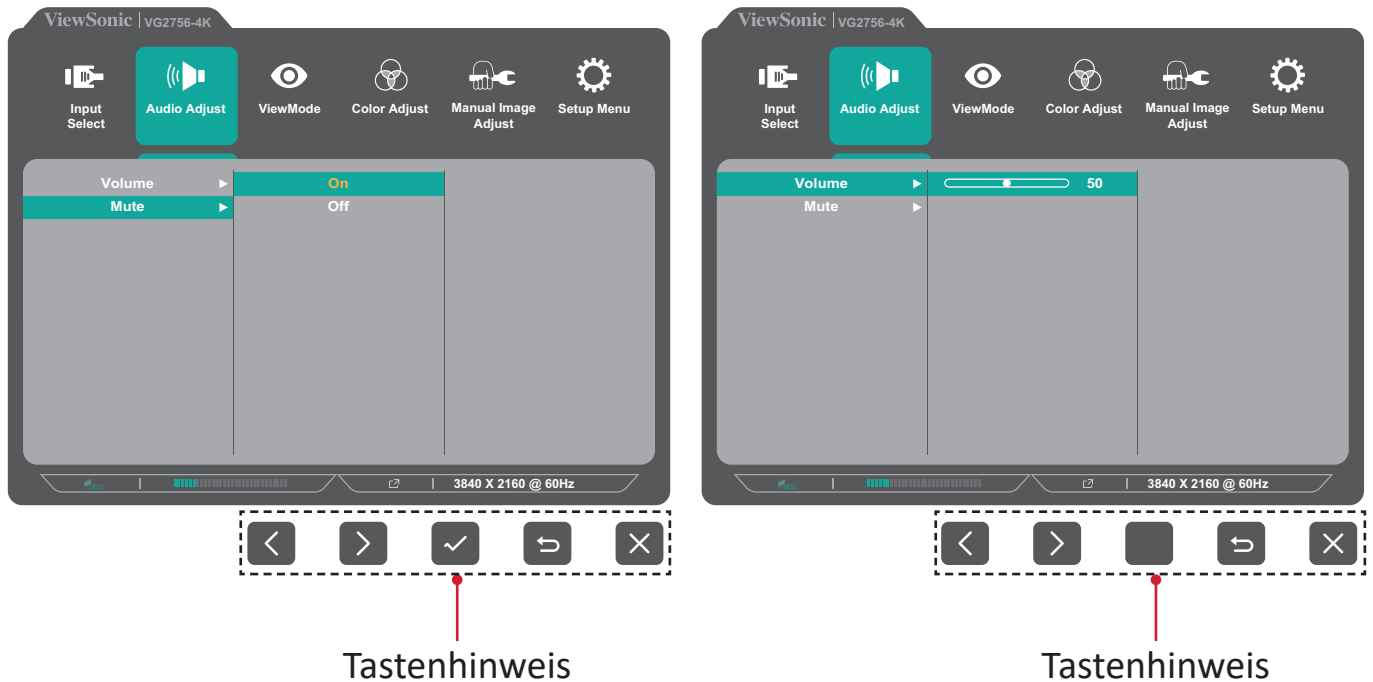 ViewSonic VG2756-4K
Input Select
Audio Adjust
ViewMode
Color Adjust
Manual Image Adjust
Setup Menu
Volume
On
Mute
Off
eco
3840 X 2160 @ 60Hz
Tastenhinweis
ViewSonic VG2756-4K
Input Select
Audio Adjust
ViewMode
Color Adjust
Manual Image Adjust
Setup Menu
Volume
50
Mute
eco
3840 X 2160 @ 60Hz
Tastenhinweis